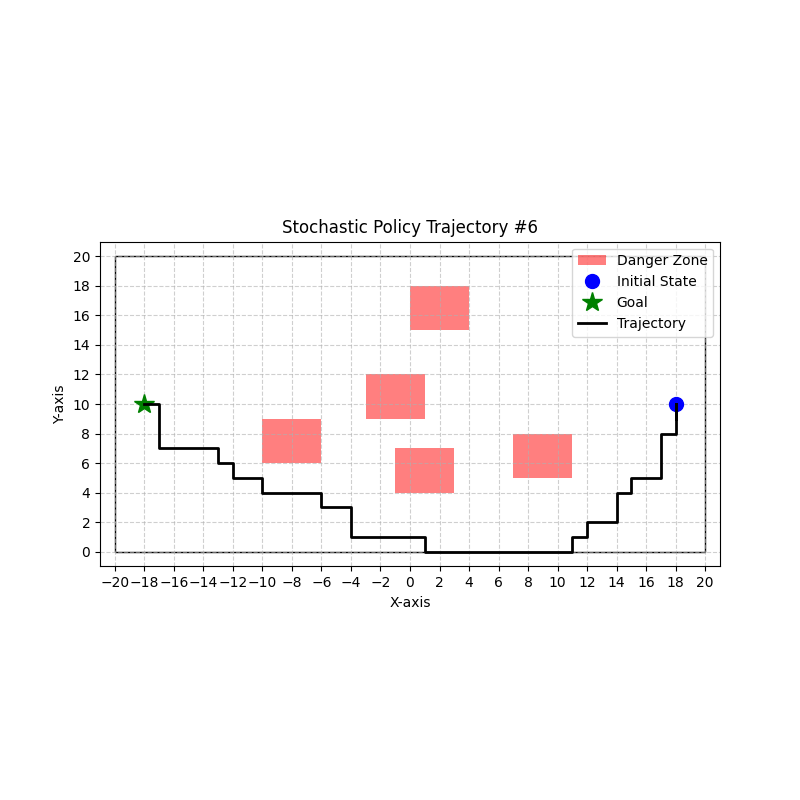 Stochastic Policy Trajectory #6
Danger Zone
Initial State
Goal
Trajectory
Y-axis
20
18
16
14
12
10
8
6
4
2
0
−20 −18 −16 −14 −12 −10 −8 −6 −4 −2 0 2 4 6 8 10 12 14 16 18 20
X-axis